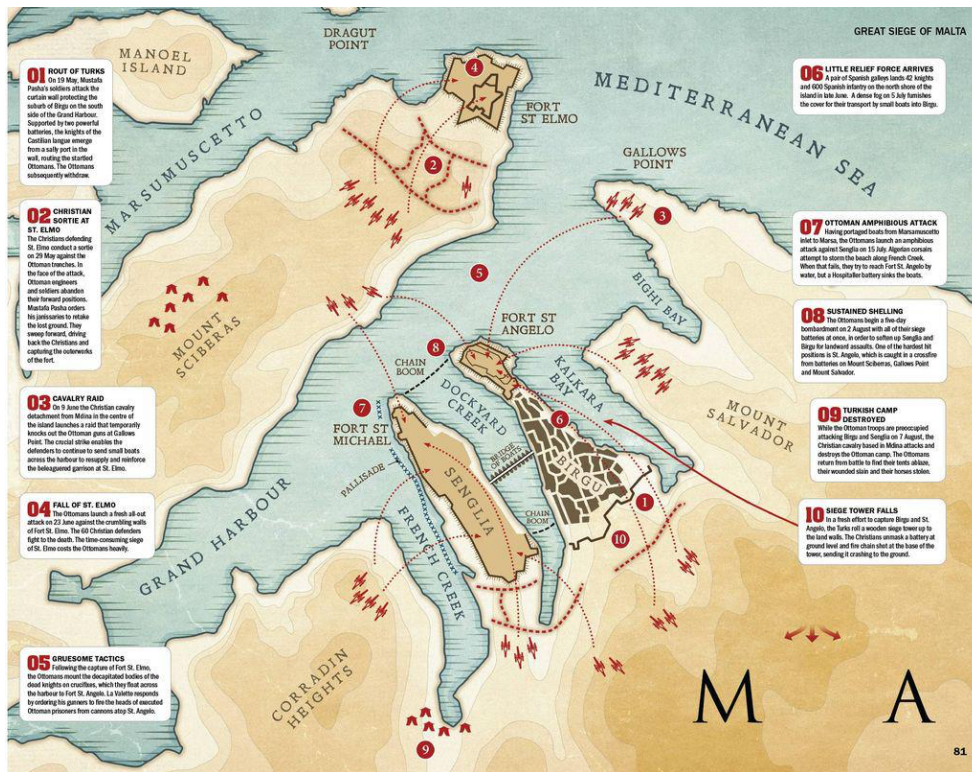 GREAT SIEGE OF MALTA
01 ROUT OF TURKS
On 19 May, Mustafa
Pasha's soldiers attack the
curtain wall protecting the
suburb of Birgu on the south
side of the Grand Harbour.
Supported by two powerful
batteries, the knights of the
Castilian langue emerge
from a sally port in the
wall, routing the startled
Ottomans. The Ottomans
subsequently withdraw.
02 CHRISTIAN
SORTIE AT
ST. ELMO
The Christians defending
St. Elmo conduct a sortie
on 29 May against the
Ottoman trenches. In
the face of the attack,
Ottoman engineers
and soldiers abandon
their forward positions.
Mustafa Pasha orders
his janissaries to retake
the lost ground. They
sweep forward, driving
back the Christians and
capturing the outerworks
of the fort.
03 CAVALRY RAID
On 9 June the Christian cavalry
detachment from Mdina in the centre of
the island launches a raid that temporarily
knocks out the Ottoman guns at Gallows
Point. The crucial strike enables the
defenders to continue to send small boats
across the harbour to resupply and reinforce
the beleaguered garrison at St. Elmo.
04 FALL OF ST. ELMO
The Ottomans launch a fresh all-out
attack on 23 June against the crumbling walls
of Fort St. Elmo. The 60 Christian defenders
fight to the death. The time-consuming siege
of St. Elmo costs the Ottomans heavily.
05 GRUESOME TACTICS
Following the capture of Fort St. Elmo,
the Ottomans mount the decapitated bodies of the
dead knights on crucifixes, which they float across
the harbour to Fort St. Angelo. La Valette responds
by ordering his gunners to fire the heads of executed
Ottoman prisoners from cannons atop St. Angelo.
06 LITTLE RELIEF FORCE ARRIVES
A pair of Spanish galleys lands 42 knights
and 600 Spanish infantry on the north shore of the
island in late June. A dense fog on 5 July furnishes
the cover for their transport by small boats into Birgu.
07 OTTOMAN AMPHIBIOUS ATTACK
Having portaged boats from Marsamuscetto
inlet to Marsa, the Ottomans launch an amphibious
attack against Senglia on 15 July. Algerian corsairs
attempt to storm the beach along French Creek.
When that fails, they try to reach Fort St. Angelo by
water, but a Hospitaller battery sinks the boats.
08 SUSTAINED SHELLING
The Ottomans begin a five-day
bombardment on 2 August with all of their siege
batteries at once, in order to soften up Senglia and
Birgu for landward assaults. One of the hardest hit
positions is St. Angelo, which is caught in a crossfire
from batteries on Mount Sciberras, Gallows Point
and Mount Salvador.
09 TURKISH CAMP
DESTROYED
While the Ottoman troops are preoccupied
attacking Birgu and Senglia on 7 August, the
Christian cavalry based in Mdina attacks and
destroys the Ottoman camp. The Ottomans
return from battle to find their tents ablaze,
their wounded slain and their horses stolen.
10 SIEGE TOWER FALLS
In a fresh effort to capture Birgu and St.
Angelo, the Turks roll a wooden siege tower up to
the land walls. The Christians unmask a battery at
ground level and fire chain shot at the base of the
tower, sending it crashing to the ground.
MANOEL
ISLAND
DRAGUT
POINT
4
FORT
ST ELMO
MEDITERRANEAN SEA
MARSUMUSCETTO
2
GALLOWS
POINT
3
5
BIGHI BAY
MOUNT
SCIBERAS
FORT ST
ANGELO
8
CHAIN
BOOM
DOCKYARD
CREEK
KALKARA
BAY
MOUNT
SALVADOR
7
FORT ST
MICHAEL
6
BIRGU
BRIDGE
OF BOATS
PALLISADE
SENGLIA
1
GRAND HARBOUR
FRENCH CREEK
CHAIN
BOOM
10
CORRADIN
HEIGHTS
9
M A
81